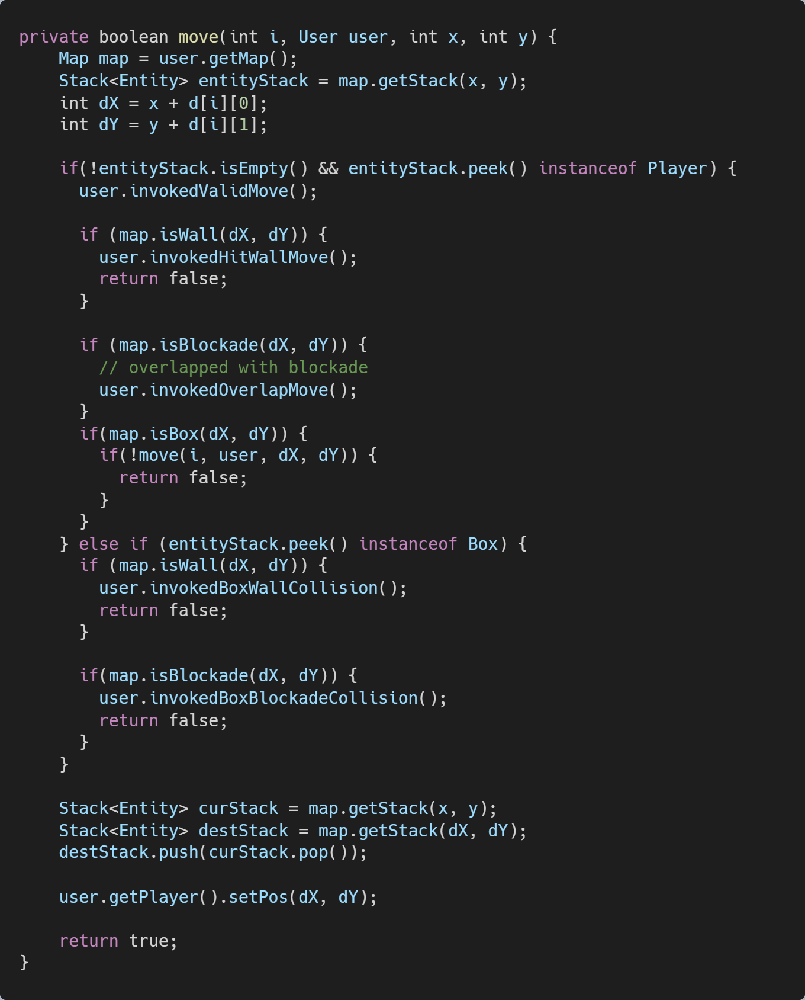 private boolean move(int i, User user, int x, int y) {
    Map map = user.getMap();
    Stack<Entity> entityStack = map.getStack(x, y);
    int dX = x + d[i][0];
    int dY = y + d[i][1];

    if(!entityStack.isEmpty() && entityStack.peek() instanceof Player) {
      user.invokedValidMove();

      if (map.isWall(dX, dY)) {
        user.invokedHitWallMove();
        return false;
      }

      if (map.isBlockade(dX, dY)) {
        // overlapped with blockade
        user.invokedOverlapMove();
      }
      if(map.isBox(dX, dY)) {
        if(!move(i, user, dX, dY)) {
          return false;
        }
      }
    } else if (entityStack.peek() instanceof Box) {
      if (map.isWall(dX, dY)) {
        user.invokedBoxWallCollision();
        return false;
      }

      if(map.isBlockade(dX, dY)) {
        user.invokedBoxBlockadeCollision();
        return false;
      }
    }

    Stack<Entity> curStack = map.getStack(x, y);
    Stack<Entity> destStack = map.getStack(dX, dY);
    destStack.push(curStack.pop());

    user.getPlayer().setPos(dX, dY);

    return true;
}